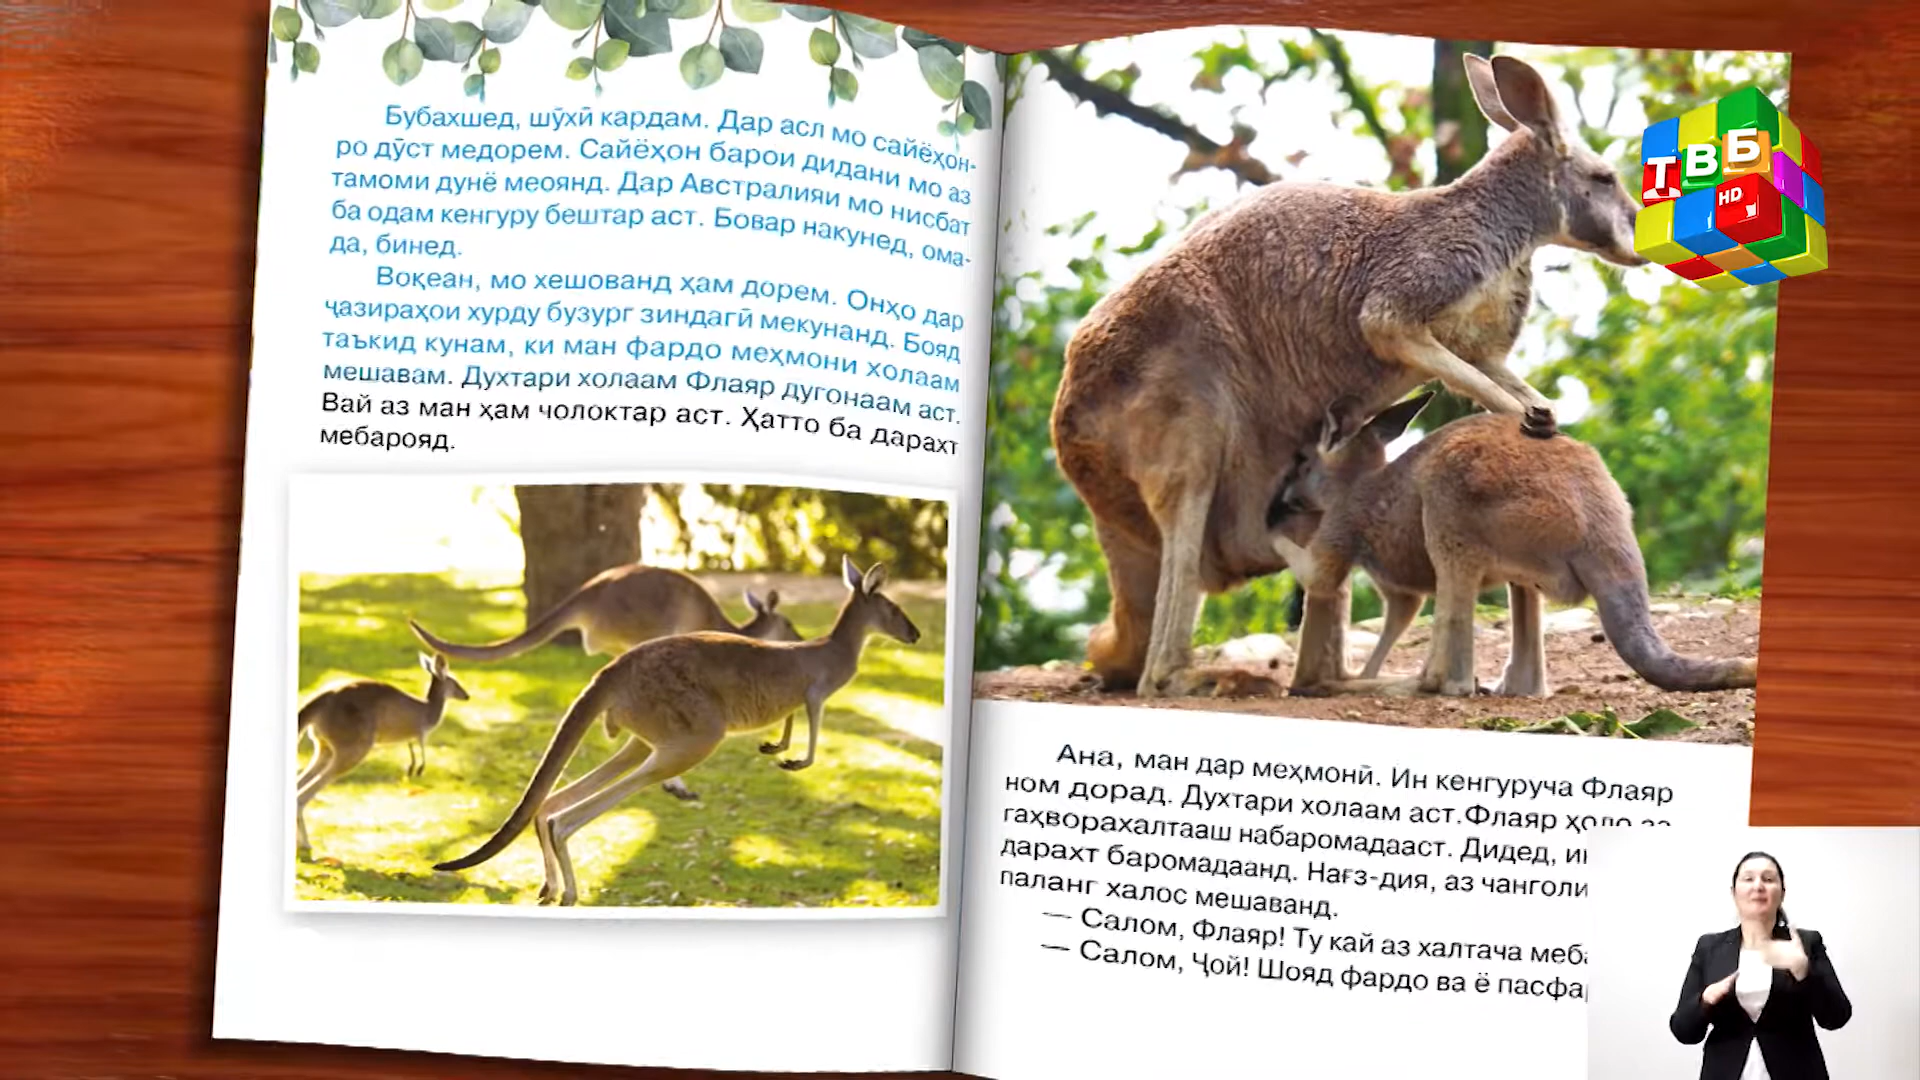 Бубахшед, шӯхӣ кардам. Дар асл мо сайёҳон-
ро дӯст медорем. Сайёҳон барои дидани мо аз
тамоми дунё меоянд. Дар Австралияи мо нисбат
ба одам кенгуру бештар аст. Бовар накунед, ома-
да, бинед.
Воқеан, мо хешованд ҳам дорем. Онҳо дар
ҷазираҳои хурду бузург зиндагӣ мекунанд. Бояд
таъкид кунам, ки ман фардо меҳмони холаам
мешавам. Духтари холаам Флаяр дугонаам аст.
Вай аз ман ҳам чолоктар аст. Ҳатто ба дарахт
мебарояд.
ТВБ
HD
Ана, ман дар меҳмонӣ. Ин кенгуруча Флаяр
ном дорад. Духтари холаам аст.Флаяр ҳоло аз
гаҳворахалтааш набаромадааст. Дидед,
дарахт баромадаанд. Нағз-дия, аз чанголи
паланг халос мешаванд.
— Салом, Флаяр! Ту кай аз халтача
— Салом, Ҷой! Шояд фардо ва ё